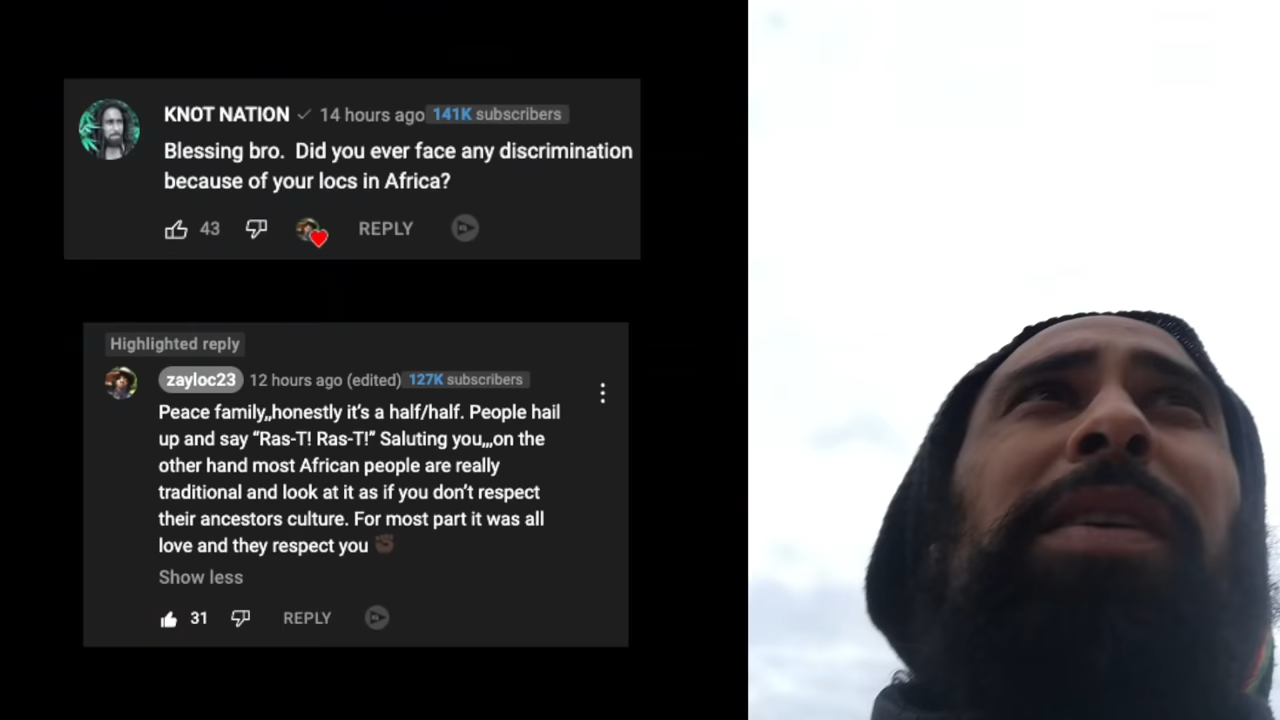 KNOT NATION 14 hours ago 141K subscribers
Blessing bro. Did you ever face any discrimination
because of your locs in Africa?
43 REPLY
Highlighted reply
zayloc23 12 hours ago (edited) 127K subscribers
Peace family,,honestly it's a half/half. People hail
up and say “Ras-T! Ras-T!” Saluting you,,,on the
other hand most African people are really
traditional and look at it as if you don't respect
their ancestors culture. For most part it was all
love and they respect you ✊🏿
Show less
31 REPLY